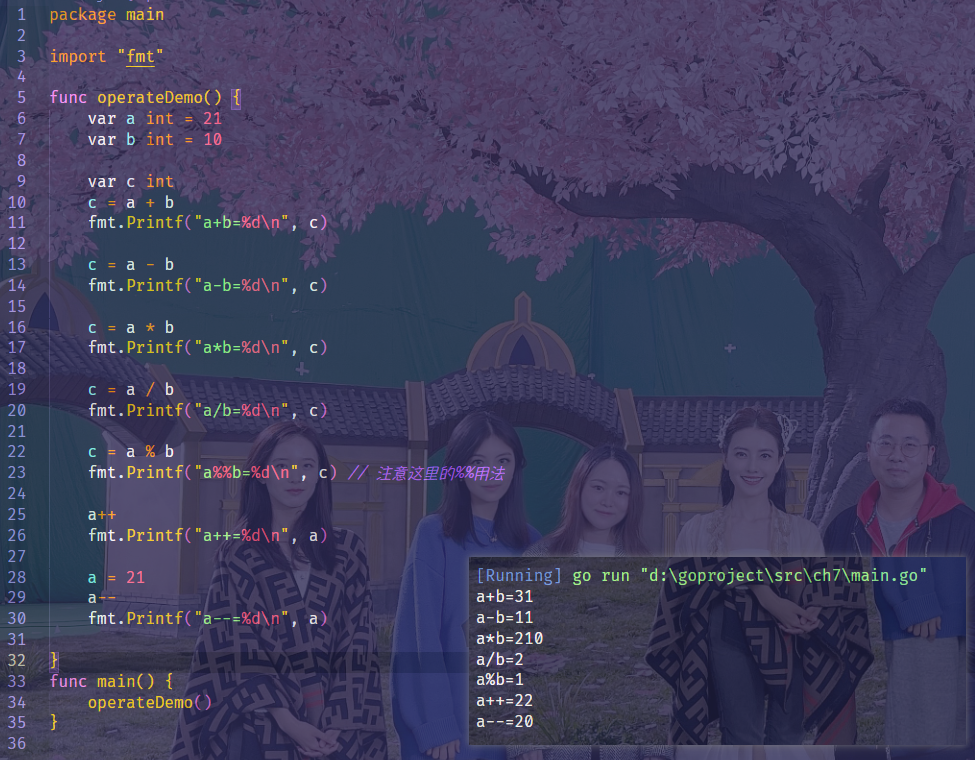 1 package main
2
3 import "fmt"
4
5 func operateDemo() {
6     var a int = 21
7     var b int = 10
8
9     var c int
10     c = a + b
11     fmt.Printf("a+b=%d\n", c)
12
13     c = a - b
14     fmt.Printf("a-b=%d\n", c)
15
16     c = a * b
17     fmt.Printf("a*b=%d\n", c)
18
19     c = a / b
20     fmt.Printf("a/b=%d\n", c)
21
22     c = a % b
23     fmt.Printf("a%%b=%d\n", c) // 注意这里的%%用法
24
25     a++
26     fmt.Printf("a++=%d\n", a)
27
28     a = 21
29     a--
30     fmt.Printf("a--=%d\n", a)
31
32 }
33 func main() {
34     operateDemo()
35 }
36
[Running] go run "d:\goproject\src\ch7\main.go"
a+b=31
a-b=11
a*b=210
a/b=2
a%b=1
a++=22
a--=20